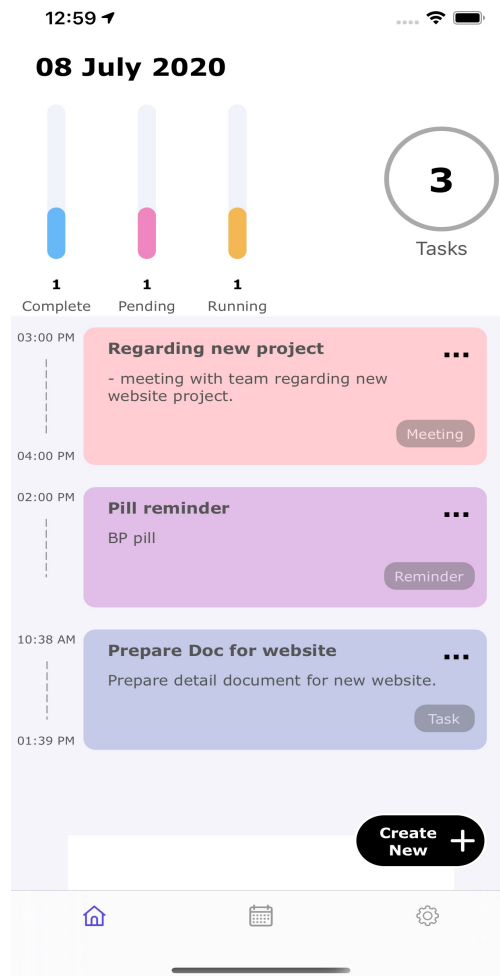 12:59
08 July 2020
3
Tasks
1
Complete
1
Pending
1
Running
03:00 PM
04:00 PM
Regarding new project
- meeting with team regarding new
website project.
Meeting
02:00 PM
Pill reminder
BP pill
Reminder
10:38 AM
01:39 PM
Prepare Doc for website
Prepare detail document for new website.
Task
Create
New